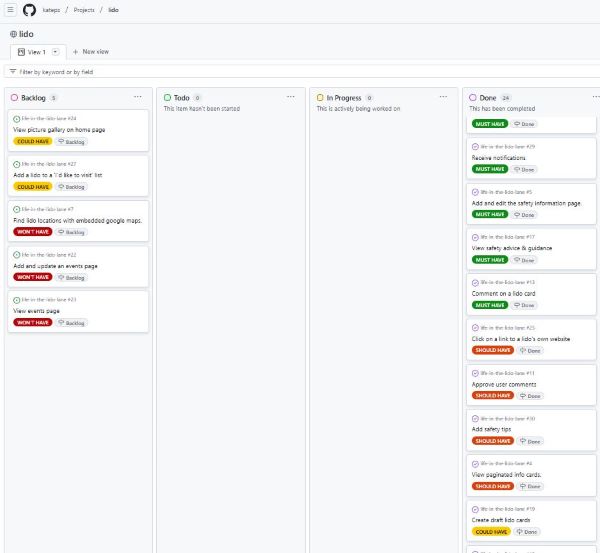 kateps / Projects / lido
lido
View 1
New view
Filter by keyword or by field
Backlog 5
life-in-the-lido-lane #24
View picture gallery on home page
COULD HAVE Backlog
life-in-the-lido-lane #27
Add a lido to a 'I'd like to visit' list
COULD HAVE Backlog
life-in-the-lido-lane #7
Find lido locations with embedded google maps.
WON'T HAVE Backlog
life-in-the-lido-lane #22
Add and update an events page
WON'T HAVE Backlog
life-in-the-lido-lane #23
View events page
WON'T HAVE Backlog
Todo 0
This item hasn't been started
In Progress 0
This is actively being worked on
Done 24
This has been completed
MUST HAVE Done
life-in-the-lido-lane #29
Receive notifications
MUST HAVE Done
life-in-the-lido-lane #5
Add and edit the safety information page.
MUST HAVE Done
life-in-the-lido-lane #17
View safety advice & guidance
MUST HAVE Done
life-in-the-lido-lane #13
Comment on a lido card
MUST HAVE Done
life-in-the-lido-lane #25
Click on a link to a lido's own website
SHOULD HAVE Done
life-in-the-lido-lane #11
Approve user comments
SHOULD HAVE Done
life-in-the-lido-lane #30
Add safety tips
SHOULD HAVE Done
life-in-the-lido-lane #4
View paginated info cards.
SHOULD HAVE Done
life-in-the-lido-lane #19
Create draft lido cards
COULD HAVE Done